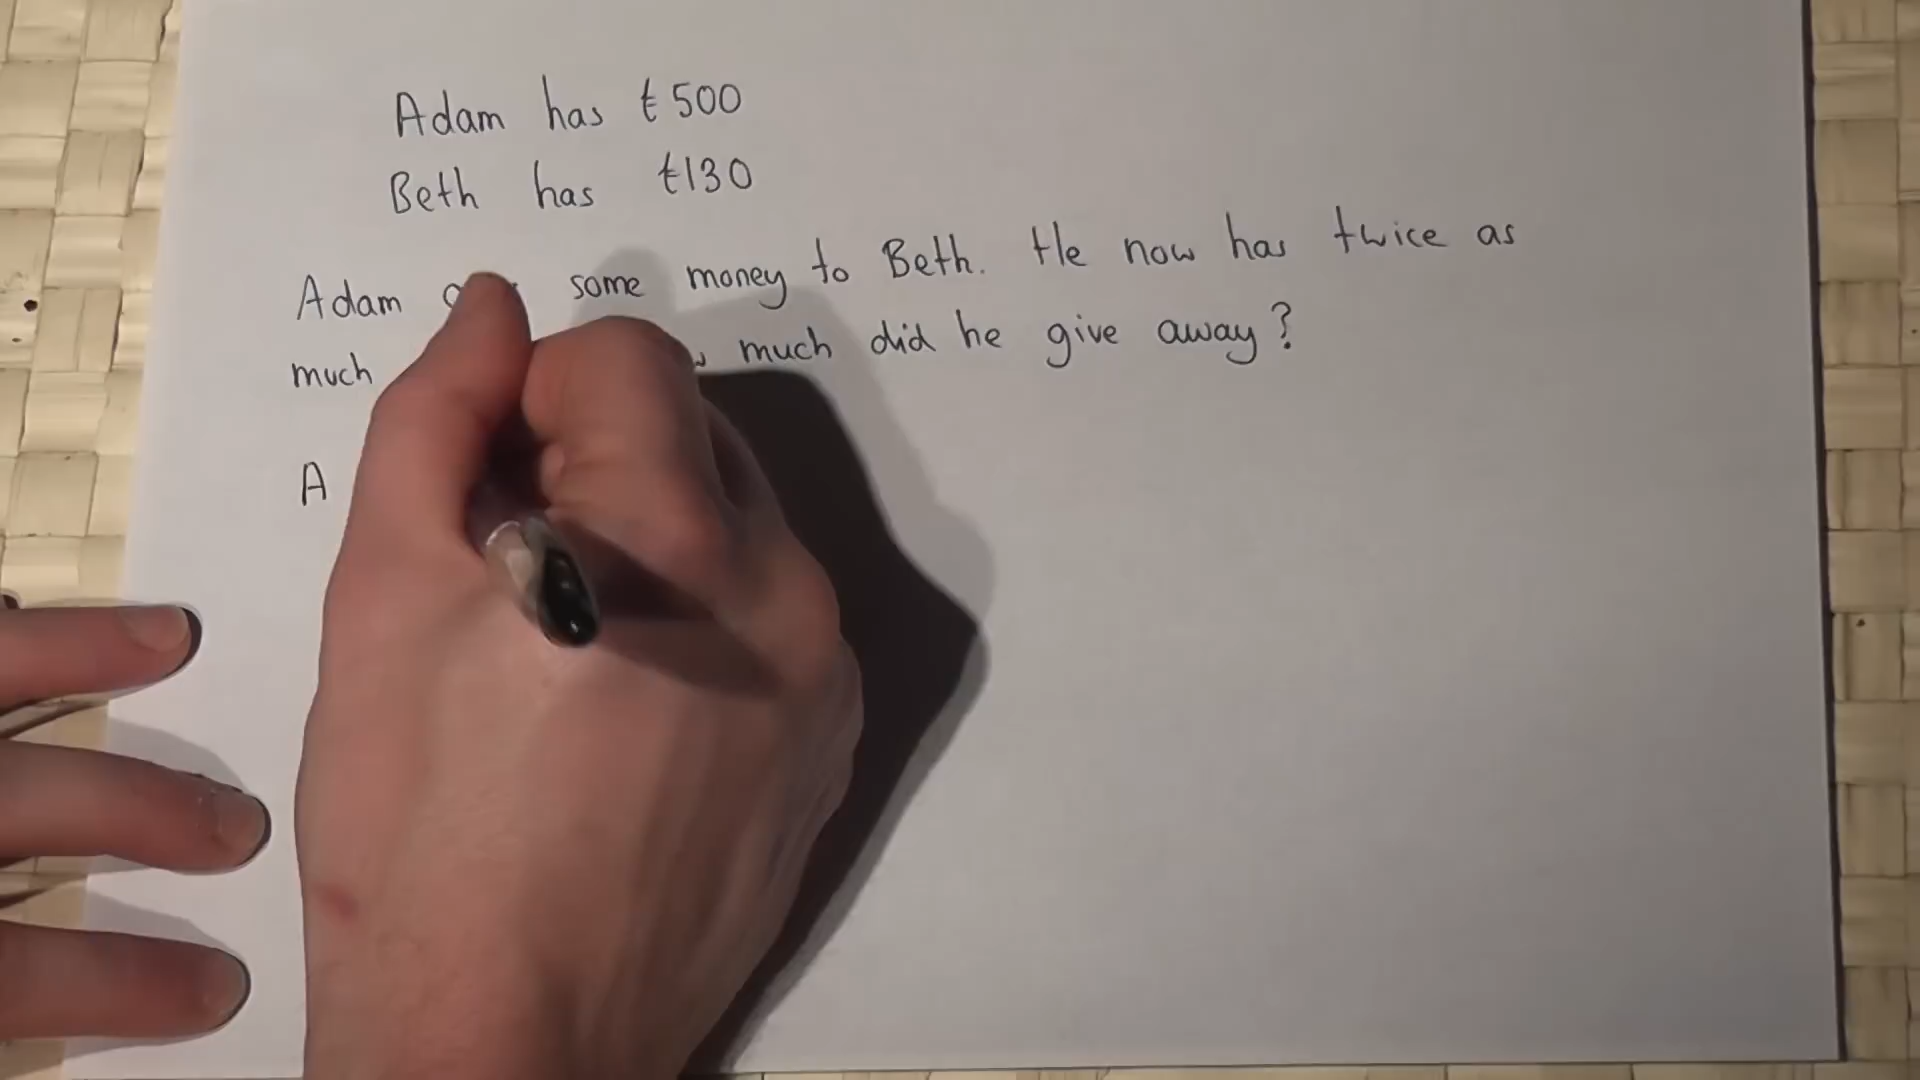 Adam has ₤500
Beth has ₤130
Adam some money to Beth. He now has twice as
much much did he give away?
A